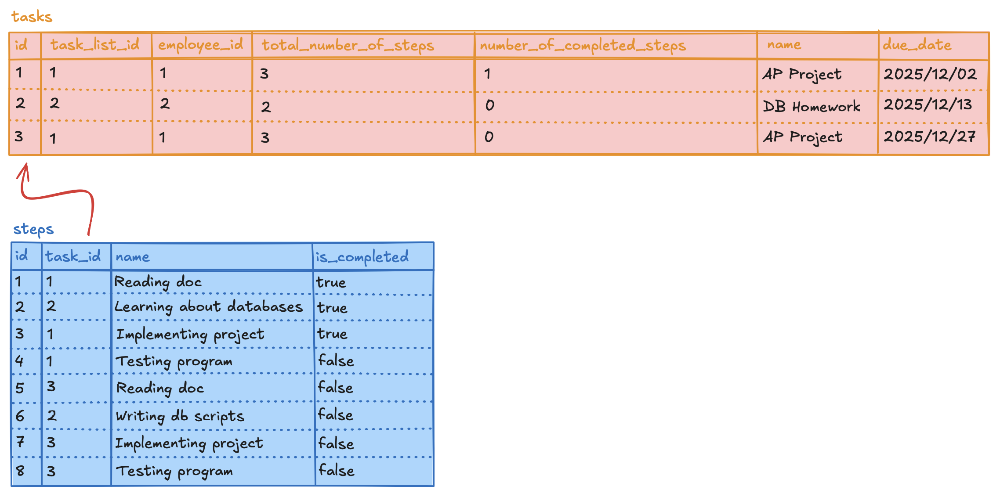 tasks
id task_list_id employee_id total_number_of_steps number_of_completed_steps name due_date
1 1 1 3 1 AP Project 2025/12/02
2 2 2 2 0 DB Homework 2025/12/13
3 1 1 3 0 AP Project 2025/12/27
steps
id task_id name is_completed
1 1 Reading doc true
2 2 Learning about databases true
3 1 Implementing project true
4 1 Testing program false
5 3 Reading doc false
6 2 Writing db scripts false
7 3 Implementing project false
8 3 Testing program false